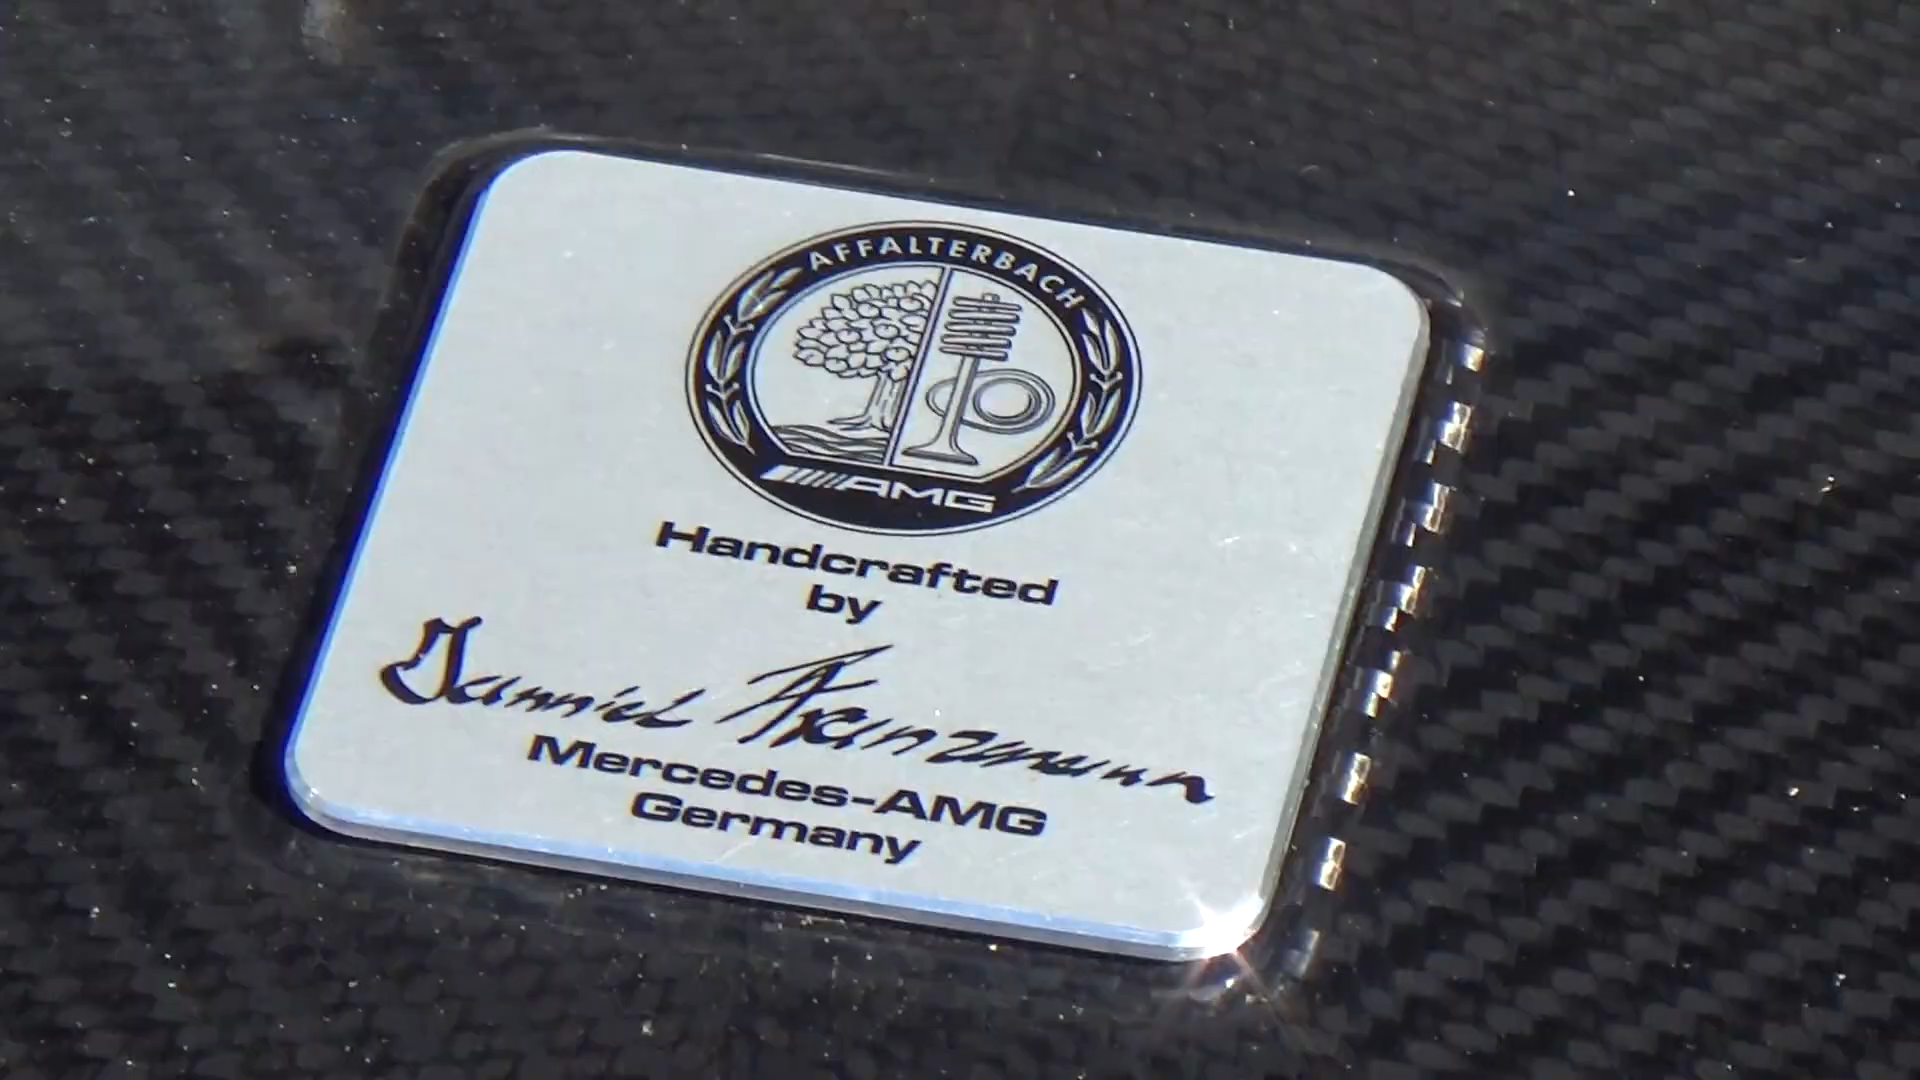 AFFALTERBACH
AMG
Handcrafted
by
Mercedes-AMG
Germany